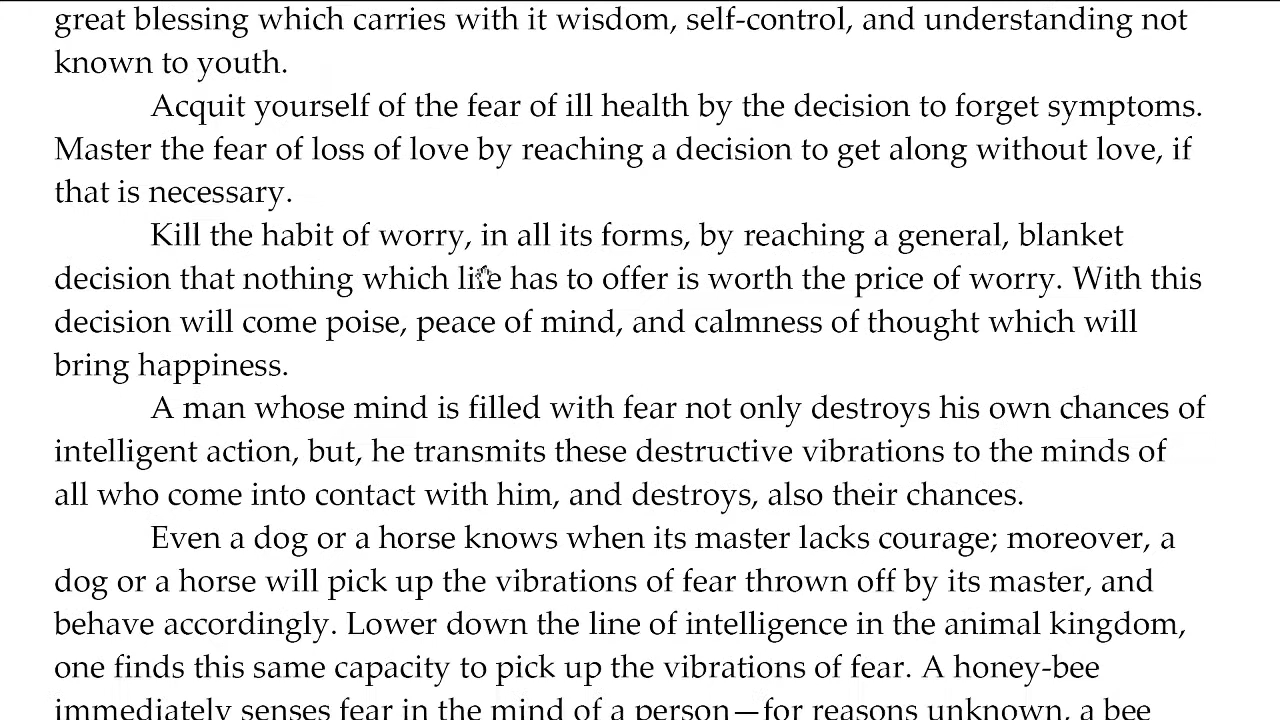 great blessing which carries with it wisdom, self-control, and understanding not
known to youth.
Acquit yourself of the fear of ill health by the decision to forget symptoms.
Master the fear of loss of love by reaching a decision to get along without love, if
that is necessary.
Kill the habit of worry, in all its forms, by reaching a general, blanket
decision that nothing which life has to offer is worth the price of worry. With this
decision will come poise, peace of mind, and calmness of thought which will
bring happiness.
A man whose mind is filled with fear not only destroys his own chances of
intelligent action, but, he transmits these destructive vibrations to the minds of
all who come into contact with him, and destroys, also their chances.
Even a dog or a horse knows when its master lacks courage; moreover, a
dog or a horse will pick up the vibrations of fear thrown off by its master, and
behave accordingly. Lower down the line of intelligence in the animal kingdom,
one finds this same capacity to pick up the vibrations of fear. A honey-bee
immediately senses fear in the mind of a person—for reasons unknown, a bee